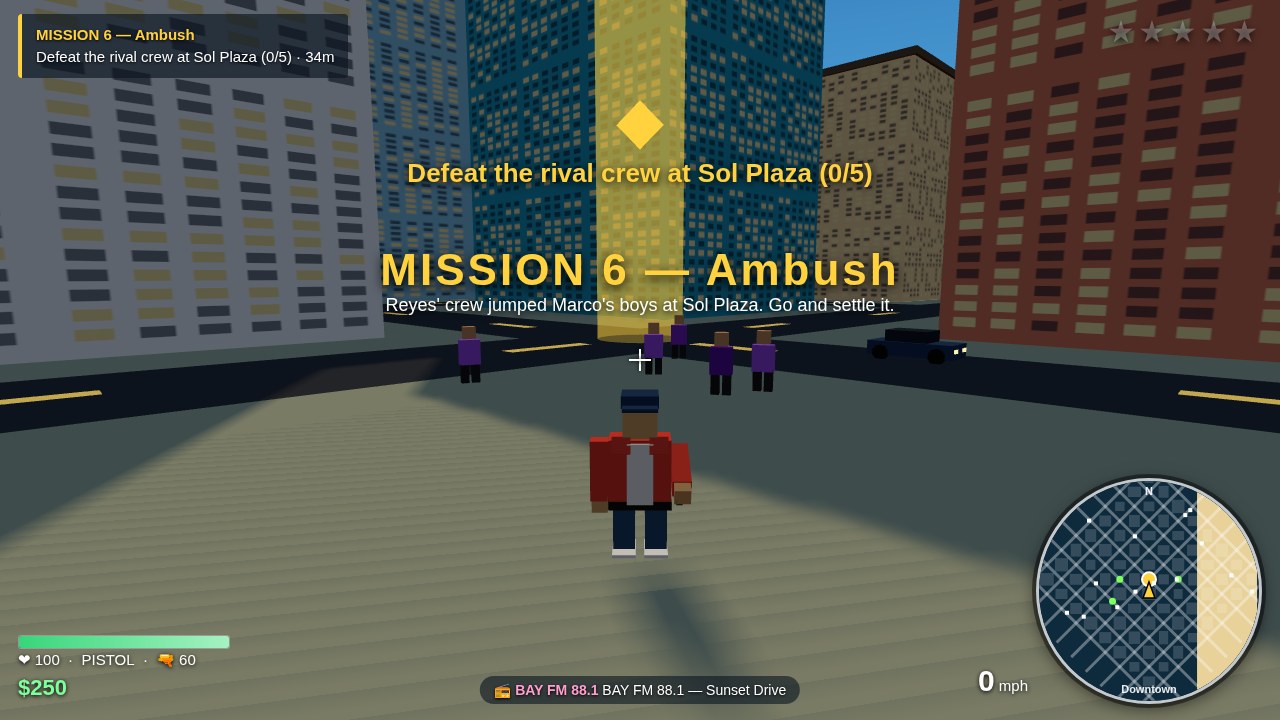 MISSION 6 — Ambush
Defeat the rival crew at Sol Plaza (0/5) · 34m
Defeat the rival crew at Sol Plaza (0/5)
MISSION 6 — Ambush
Reyes' crew jumped Marco's boys at Sol Plaza. Go and settle it.
N
Downtown
100 · PISTOL · 60
$250
BAY FM 88.1 BAY FM 88.1 — Sunset Drive
0 mph